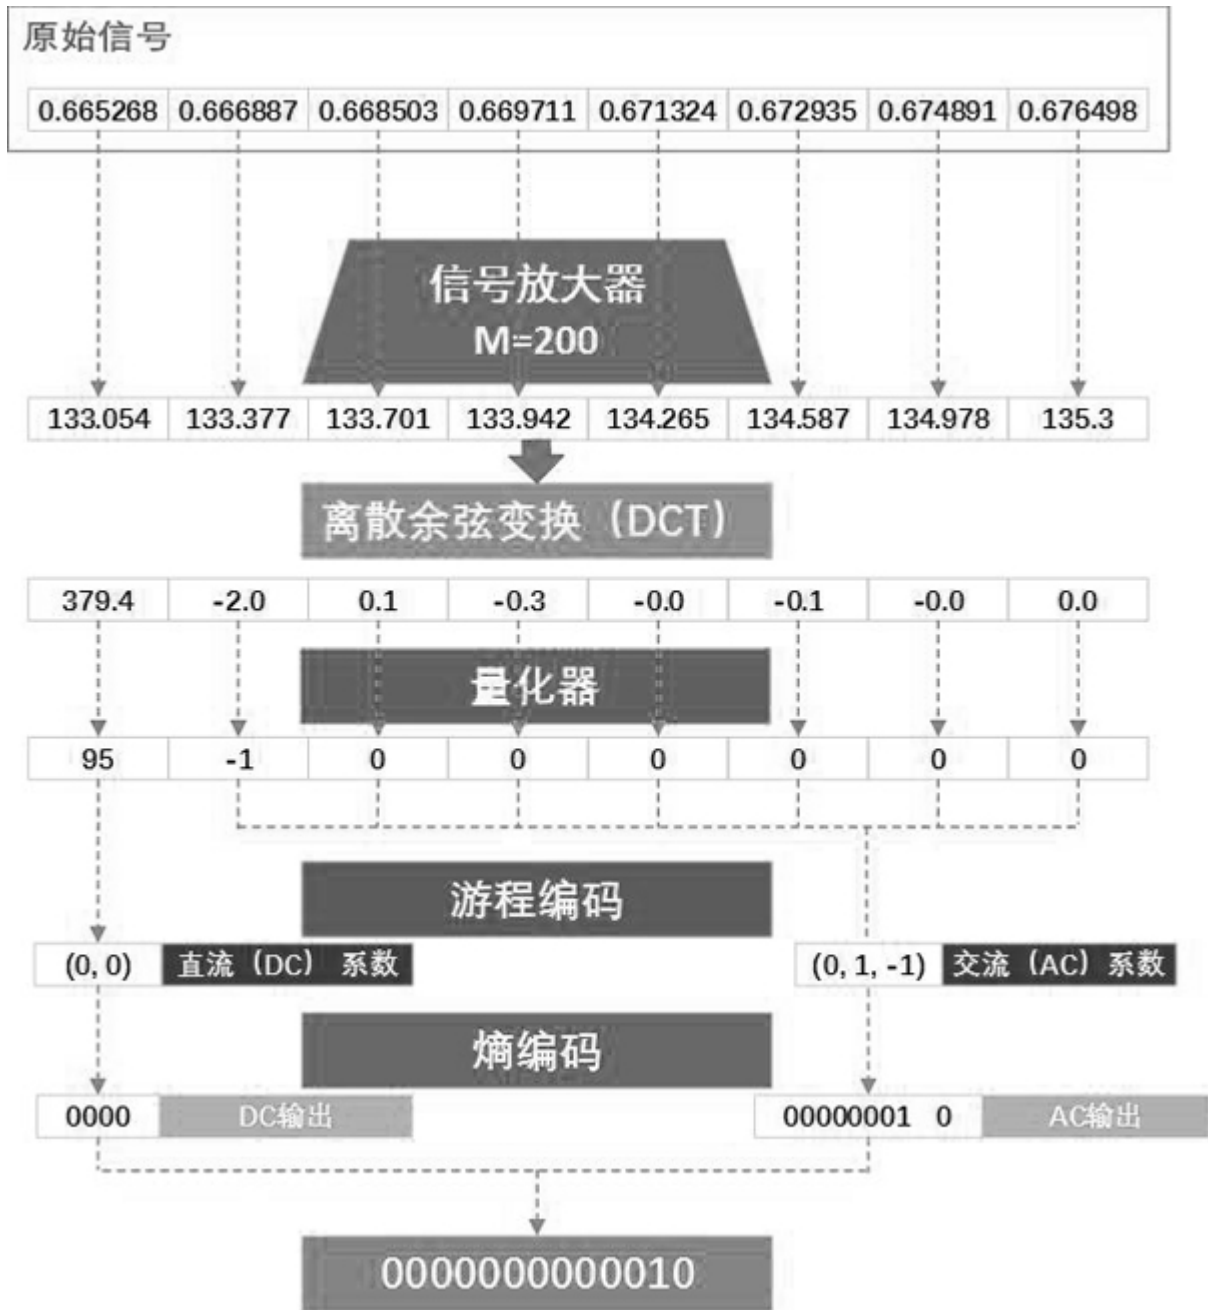 原始信号
0.665268 0.666887 0.668503 0.669711 0.671324 0.672935 0.674891 0.676498
信号放大器
M=200
133.054 133.377 133.701 133.942 134.265 134.587 134.978 135.3
离散余弦变换（DCT）
379.4 -2.0 0.1 -0.3 -0.0 -0.1 -0.0 0.0
量化器
95 -1 0 0 0 0 0 0
游程编码
(0, 0) 直流（DC）系数 (0, 1, -1) 交流（AC）系数
熵编码
0000 DC输出 00000001 0 AC输出
0000000000010